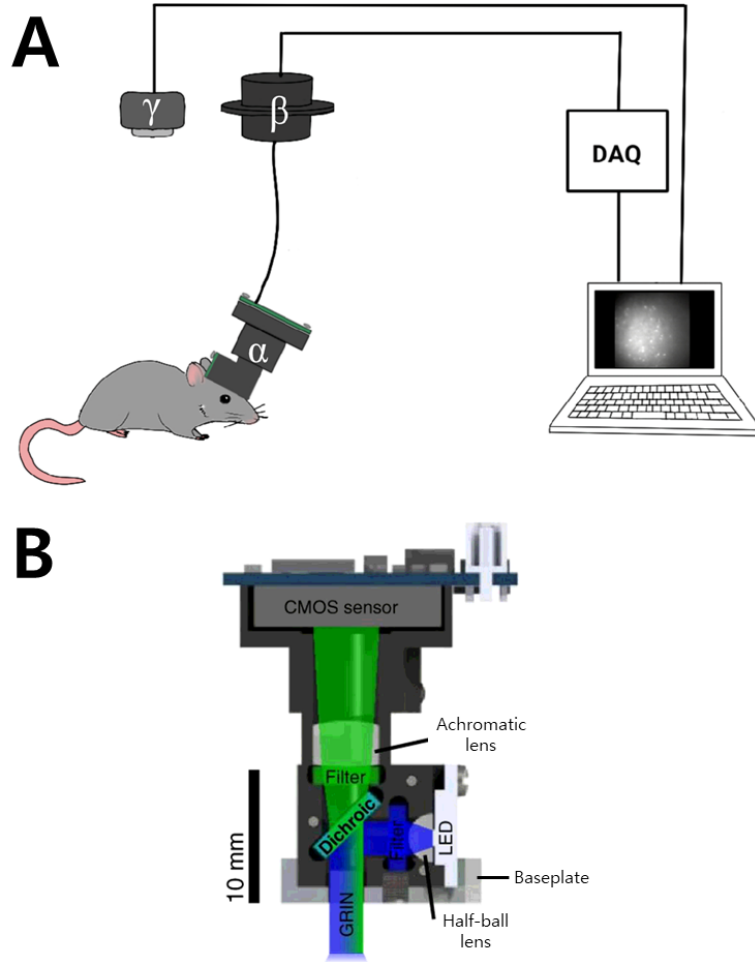 A
γ
β
DAQ
α
B
CMOS sensor
Achromatic
lens
Filter
Dichroic
Filter
LED
10 mm
GRIN
Baseplate
Half-ball
lens